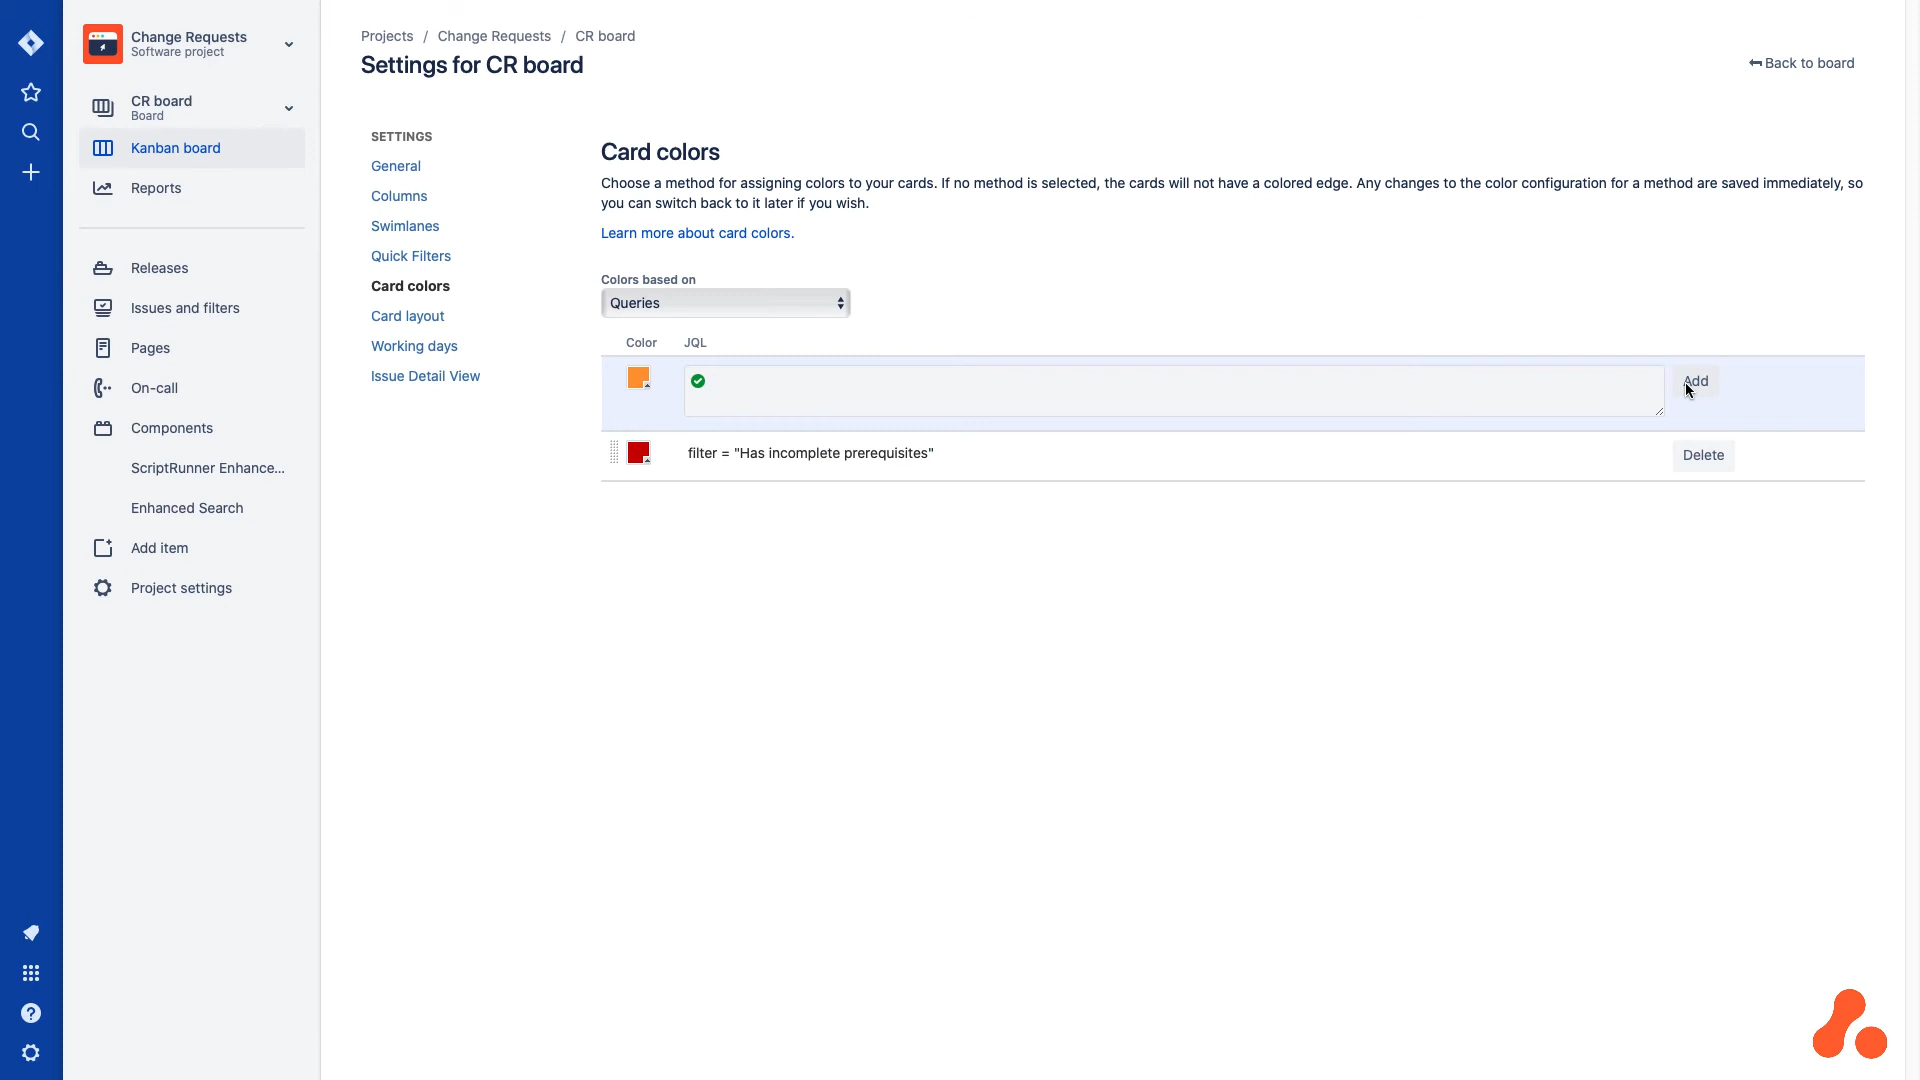 Change Requests
Software project
CR board
Board
Kanban board
Reports
Releases
Issues and filters
Pages
On-call
Components
ScriptRunner Enhance...
Enhanced Search
Add item
Project settings
Projects / Change Requests / CR board
Settings for CR board
Back to board
SETTINGS
General
Columns
Swimlanes
Quick Filters
Card colors
Card layout
Working days
Issue Detail View
Card colors
Choose a method for assigning colors to your cards. If no method is selected, the cards will not have a colored edge. Any changes to the color configuration for a method are saved immediately, so
you can switch back to it later if you wish.
Learn more about card colors.
Colors based on
Queries
Color JQL
Add
filter = "Has incomplete prerequisites" Delete